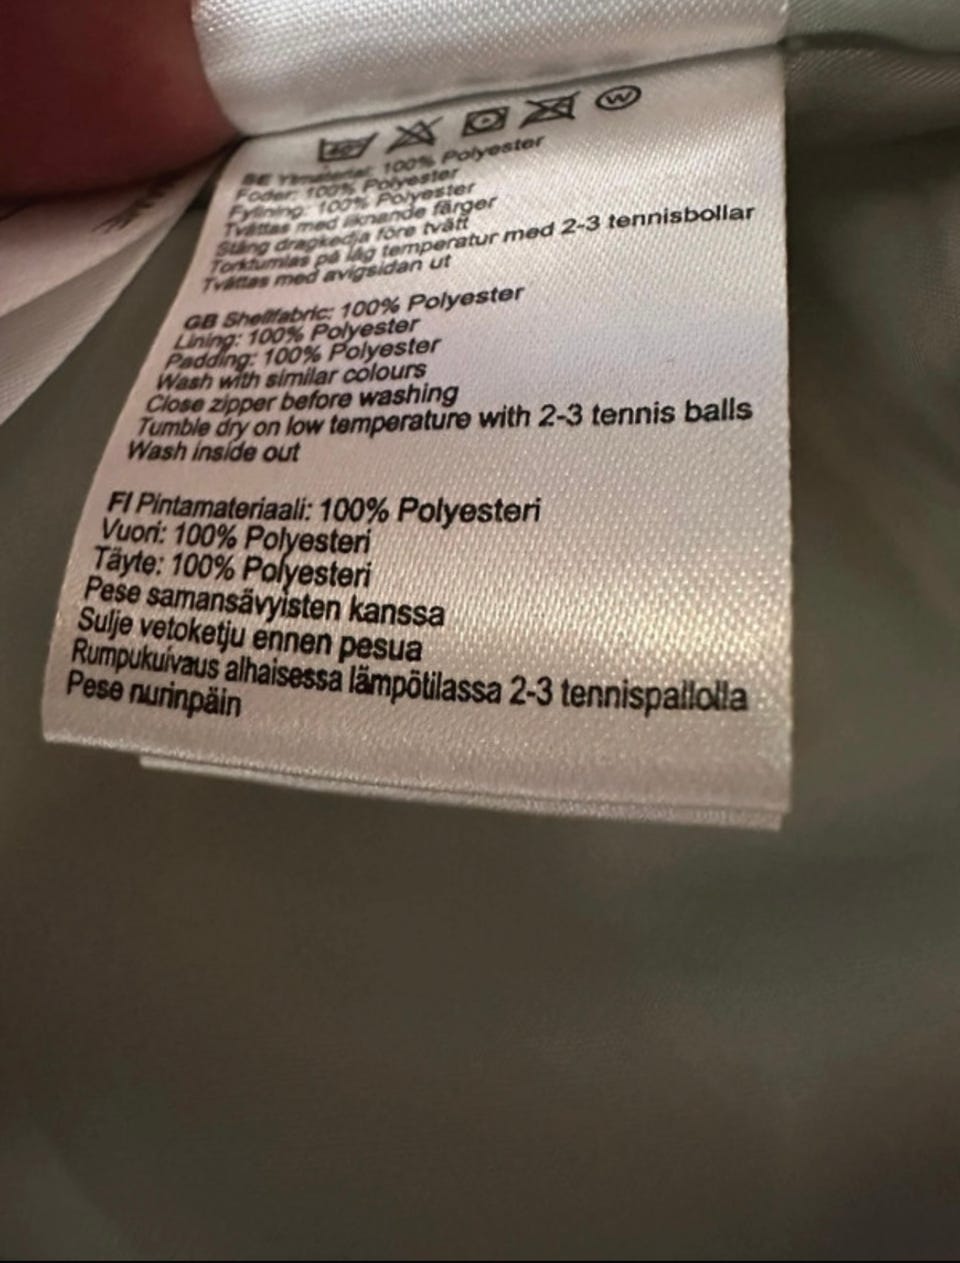 SE Ytmaterial: 100% Polyester
Foder: 100% Polyester
Fyllning: 100% Polyester
Tvättas med liknande färger
Stäng dragkedja före tvätt
Torktumlas på låg temperatur med 2-3 tennisbollar
Tvättas med avigsidan ut
GB Shellfabric: 100% Polyester
Lining: 100% Polyester
Padding: 100% Polyester
Wash with similar colours
Close zipper before washing
Tumble dry on low temperature with 2-3 tennis balls
Wash inside out
FI Pintamateriaali: 100% Polyesteri
Vuori: 100% Polyesteri
Täyte: 100% Polyesteri
Pese samansävyisten kanssa
Sulje vetoketju ennen pesua
Rumpukuivaus alhaisessa lämpötilassa 2-3 tennispallolla
Pese nurinpäin